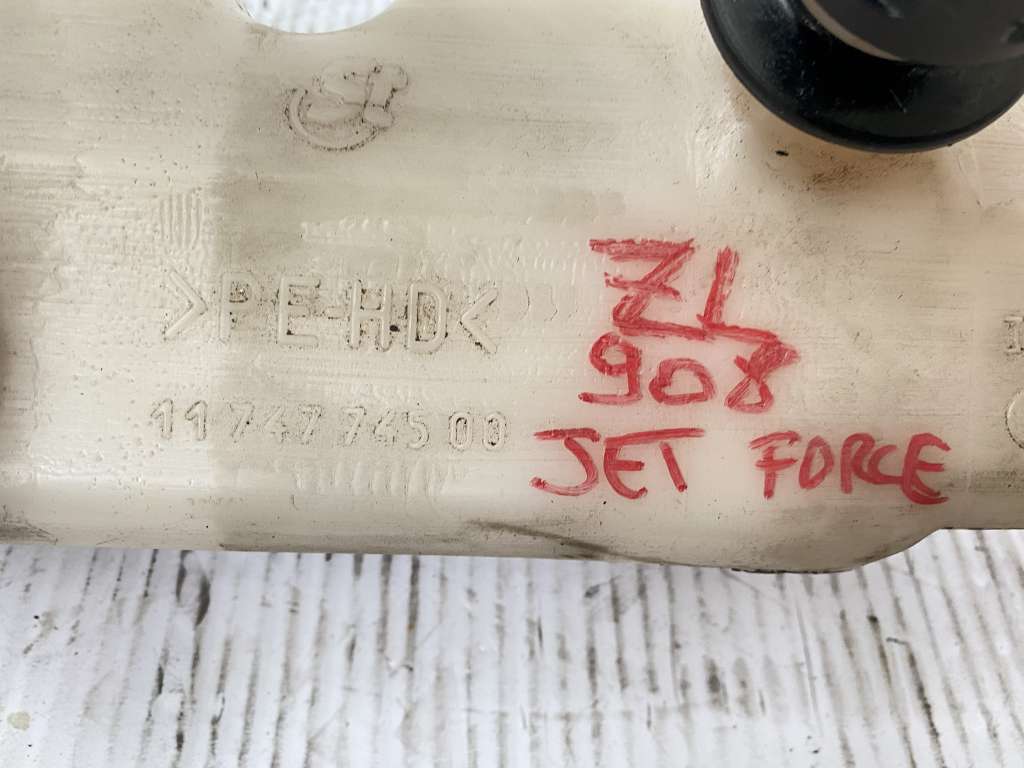 >PE-HD<
11 747 745 00
ZL
908
JET FORCE